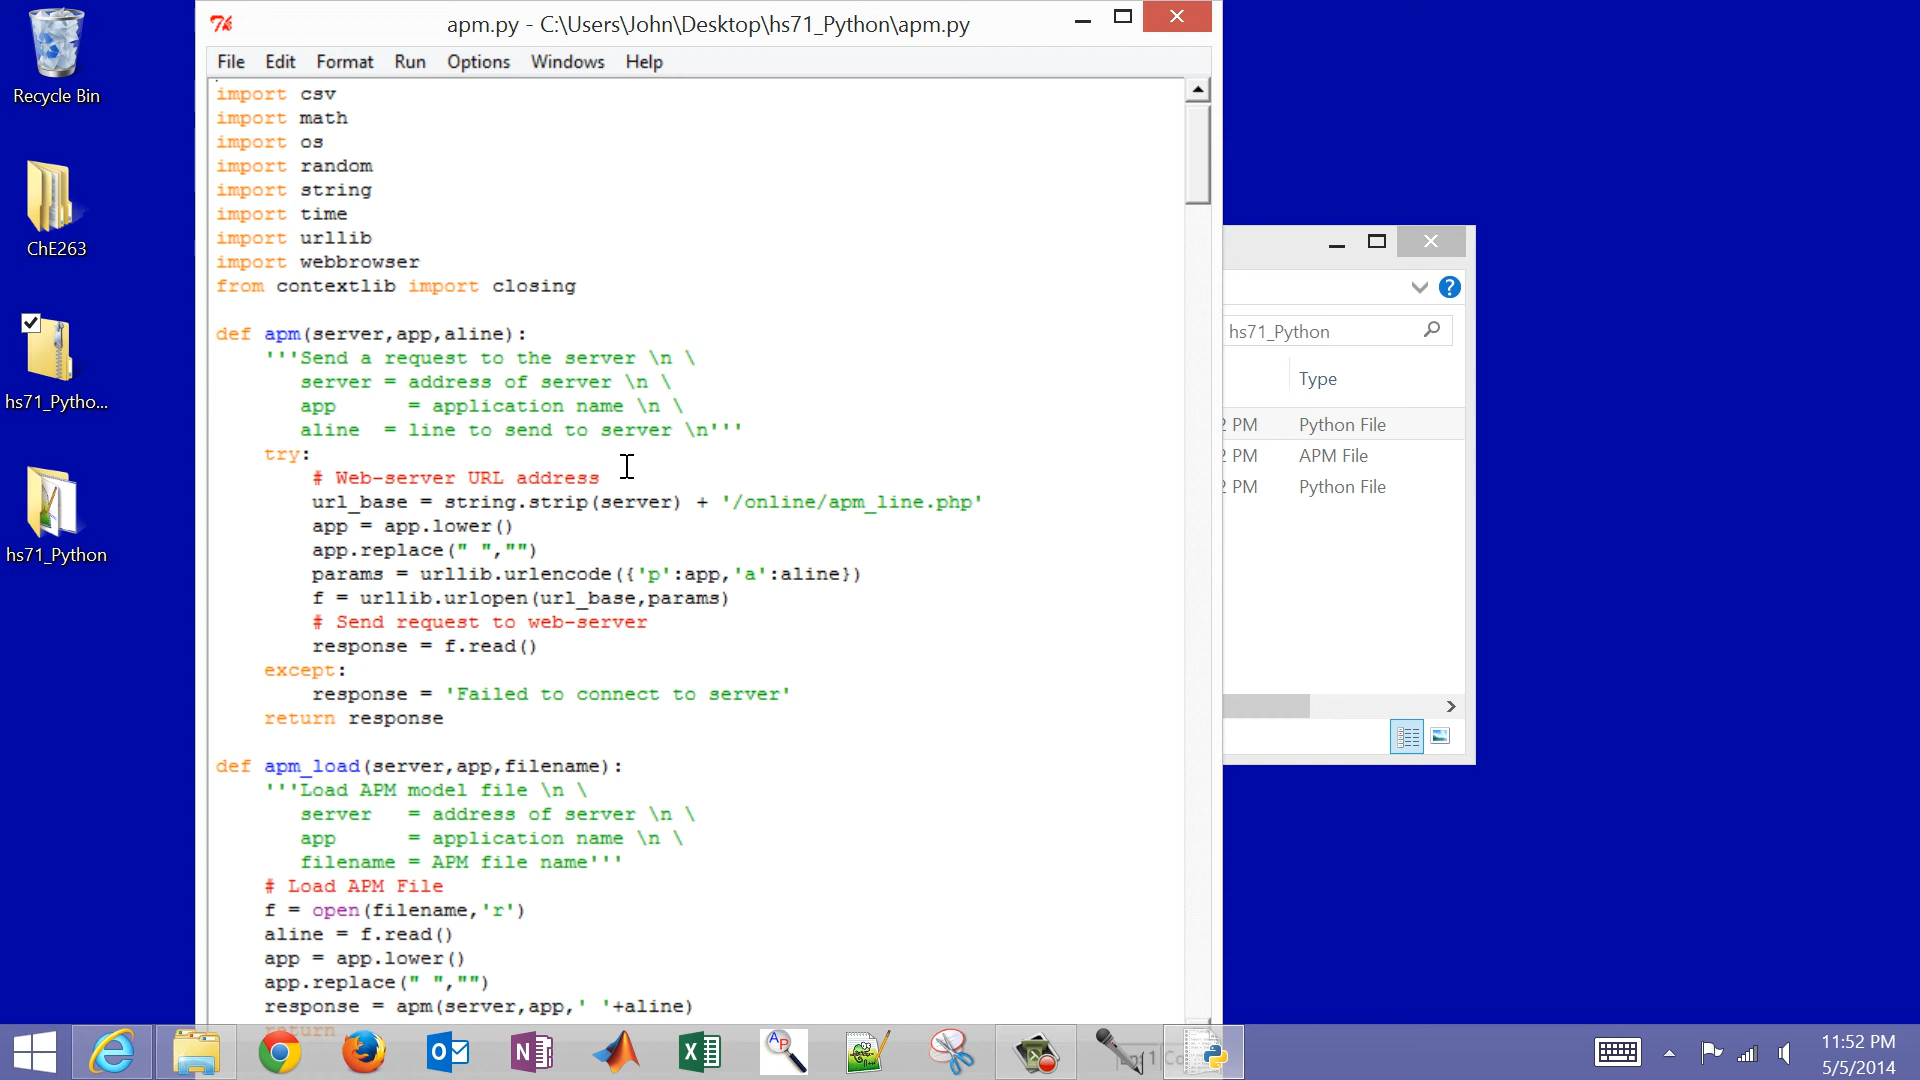 Recycle Bin
ChE263
hs71_Pytho...
hs71_Python
apm.py - C:\Users\John\Desktop\hs71_Python\apm.py
File Edit Format Run Options Windows Help
import csv
import math
import os
import random
import string
import time
import urllib
import webbrowser
from contextlib import closing
def apm(server,app,aline):
'''Send a request to the server \n \
server = address of server \n \
app = application name \n \
aline = line to send to server \n'''
try:
# Web-server URL address
url_base = string.strip(server) + '/online/apm_line.php'
app = app.lower()
app.replace(" ","")
params = urllib.urlencode({'p':app,'a':aline})
f = urllib.urlopen(url_base,params)
# Send request to web-server
response = f.read()
except:
response = 'Failed to connect to server'
return response
def apm_load(server,app,filename):
'''Load APM model file \n \
server = address of server \n \
app = application name \n \
filename = APM file name'''
# Load APM File
f = open(filename,'r')
aline = f.read()
app = app.lower()
app.replace(" ","")
response = apm(server,app,' '+aline)
return
hs71_Python
Type
2 PM Python File
2 PM APM File
2 PM Python File
11:52 PM
5/5/2014